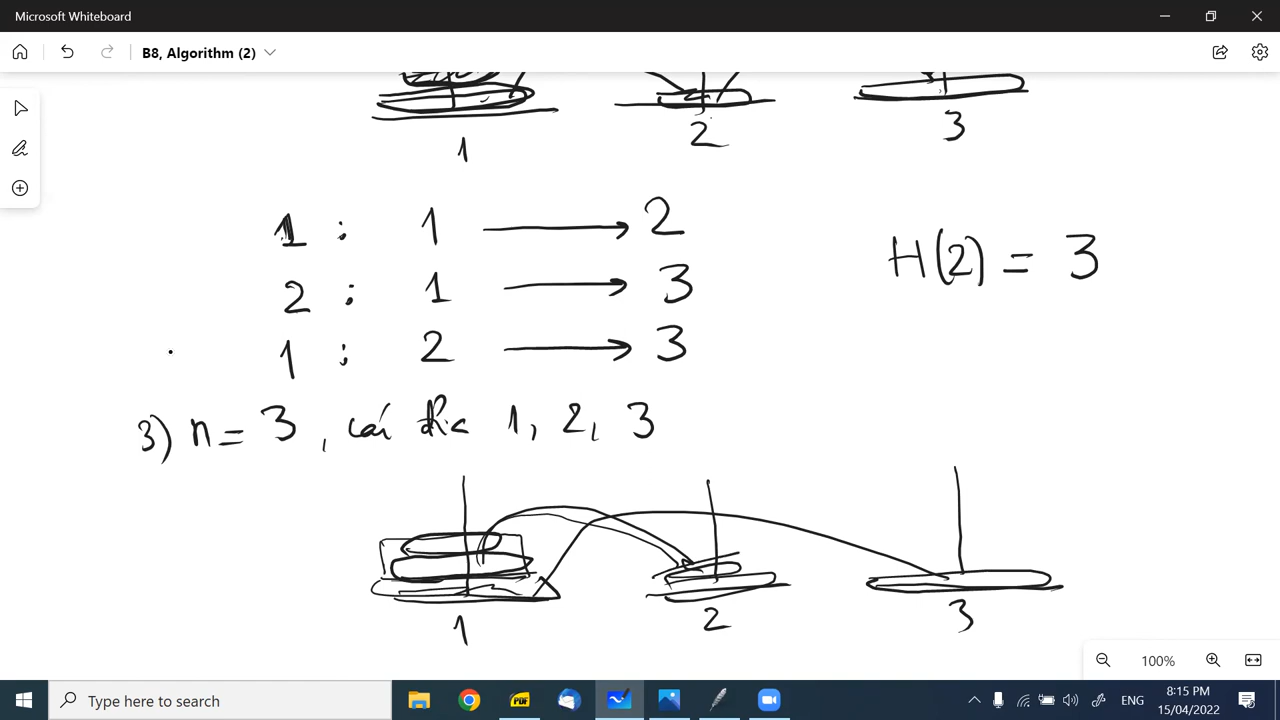 Microsoft Whiteboard
B8, Algorithm (2)
1 2 3
1 : 1 → 2
2 : 1 → 3
1 : 2 → 3
H(2) = 3
3) n = 3, các đĩa 1, 2, 3
1 2 3
100%
Type here to search
PDF
ENG
8:15 PM
15/04/2022